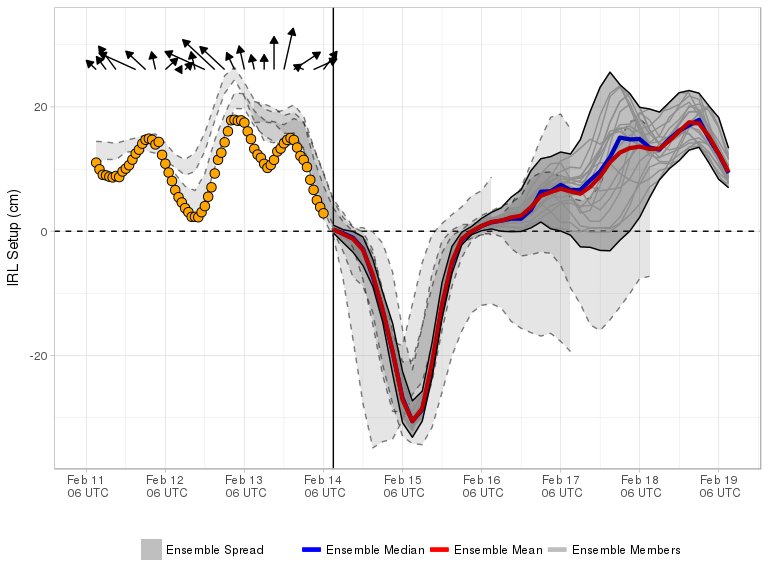 IRL Setup (cm)
20
0
-20
Feb 11
06 UTC
Feb 12
06 UTC
Feb 13
06 UTC
Feb 14
06 UTC
Feb 15
06 UTC
Feb 16
06 UTC
Feb 17
06 UTC
Feb 18
06 UTC
Feb 19
06 UTC
Ensemble Spread
Ensemble Median
Ensemble Mean
Ensemble Members